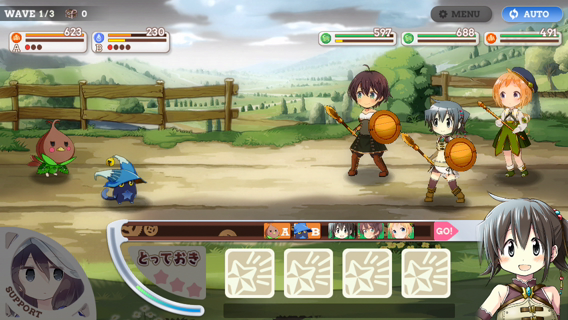 WAVE 1/3 0 MENU AUTO
623 230 597 688 491
A B
A B GO!
とっておき
SUPPORT